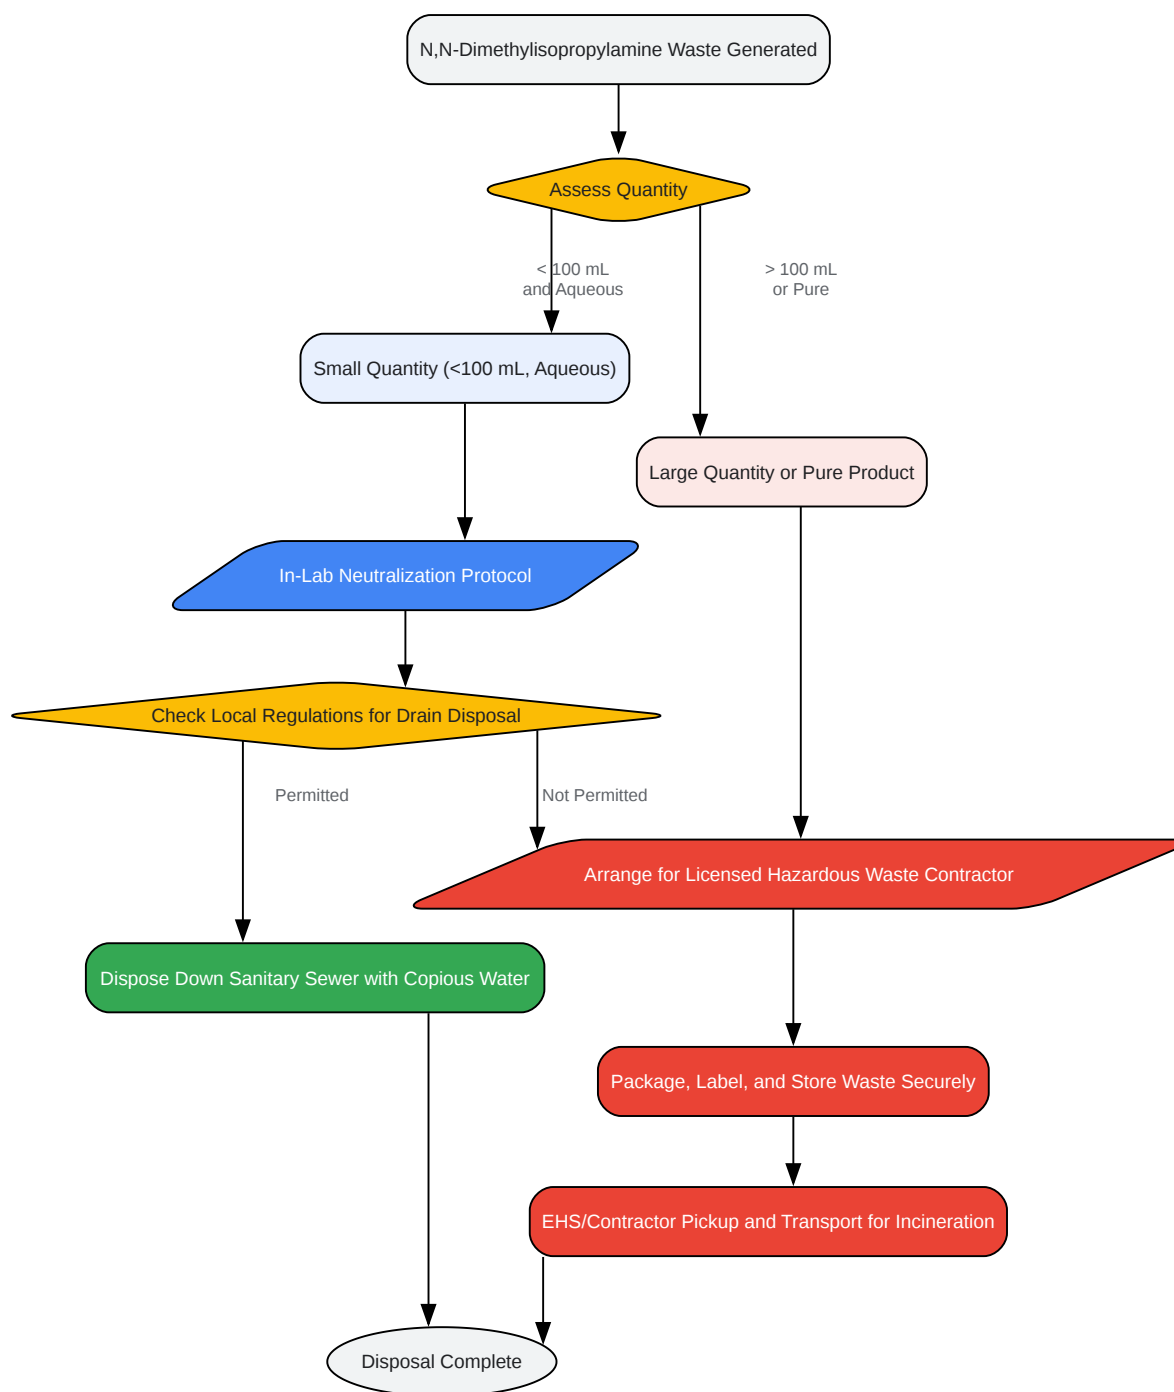 N,N-Dimethylisopropylamine Waste Generated
Assess Quantity
< 100 mL
and Aqueous
> 100 mL
or Pure
Small Quantity (<100 mL, Aqueous)
Large Quantity or Pure Product
In-Lab Neutralization Protocol
Check Local Regulations for Drain Disposal
Permitted
Not Permitted
Arrange for Licensed Hazardous Waste Contractor
Dispose Down Sanitary Sewer with Copious Water
Package, Label, and Store Waste Securely
EHS/Contractor Pickup and Transport for Incineration
Disposal Complete